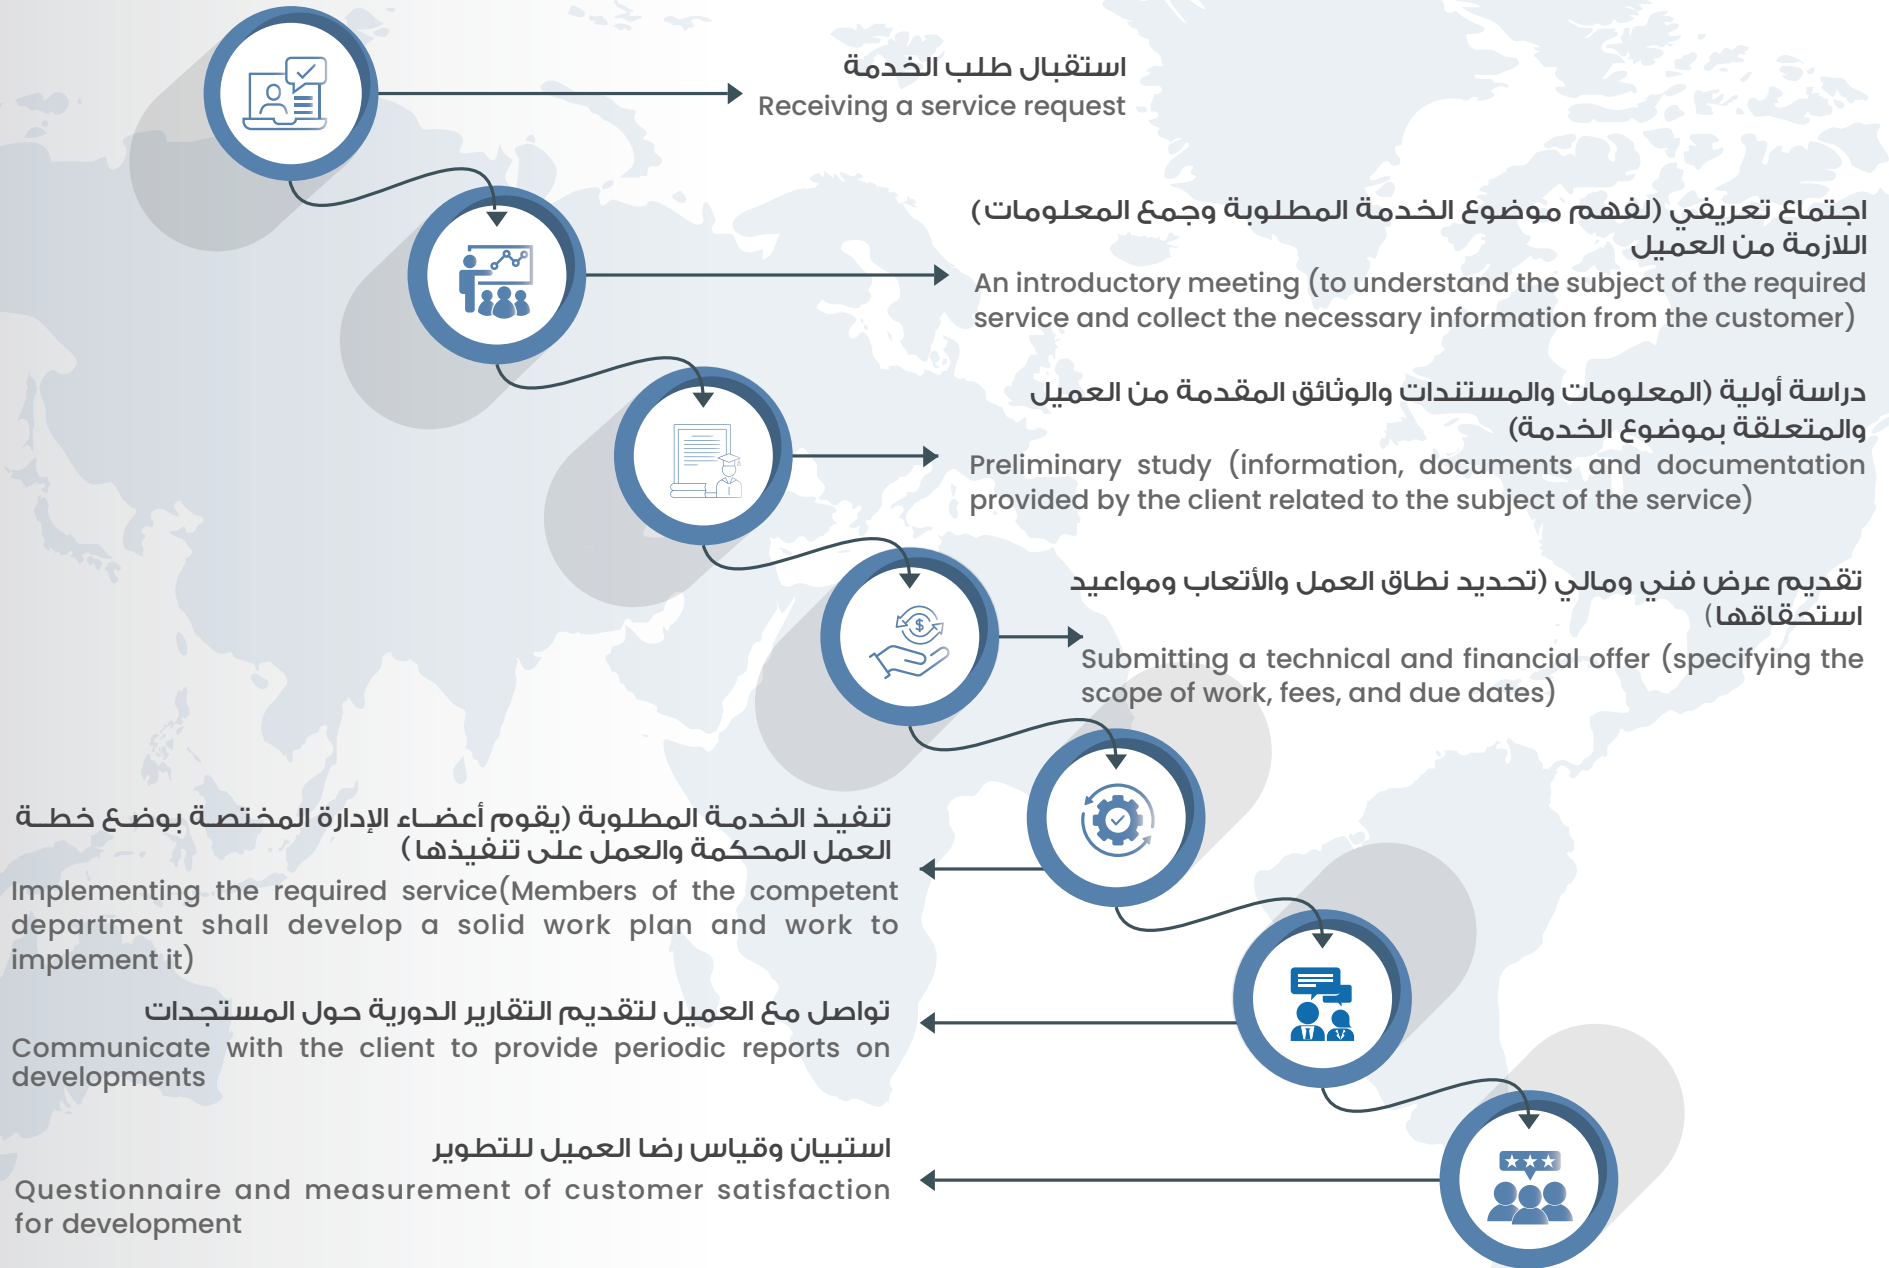 استقبال طلب الخدمة
Receiving a service request
اجتماع تعريفي (لفهم موضوع الخدمة المطلوبة وجمع المعلومات)
اللازمة من العميل
An introductory meeting (to understand the subject of the required
service and collect the necessary information from the customer)
دراسة أولية (المعلومات والمستندات والوثائق المقدمة من العميل
والمتعلقة بموضوع الخدمة)
Preliminary study (information, documents and documentation
provided by the client related to the subject of the service)
تقديم عرض فني ومالي (تحديد نطاق العمل والأتعاب ومواعيد
استحقاقها)
Submitting a technical and financial offer (specifying the
scope of work, fees, and due dates)
$
تنفيذ الخدمة المطلوبة (يقوم أعضاء الإدارة المختصة بوضع خطة
العمل المحكمة والعمل على تنفيذها )
Implementing the required service(Members of the competent
department shall develop a solid work plan and work to
implement it)
تواصل مع العميل لتقديم التقارير الدورية حول المستجدات
Communicate with the client to provide periodic reports on
developments
استبيان وقياس رضا العميل للتطوير
Questionnaire and measurement of customer satisfaction
for development